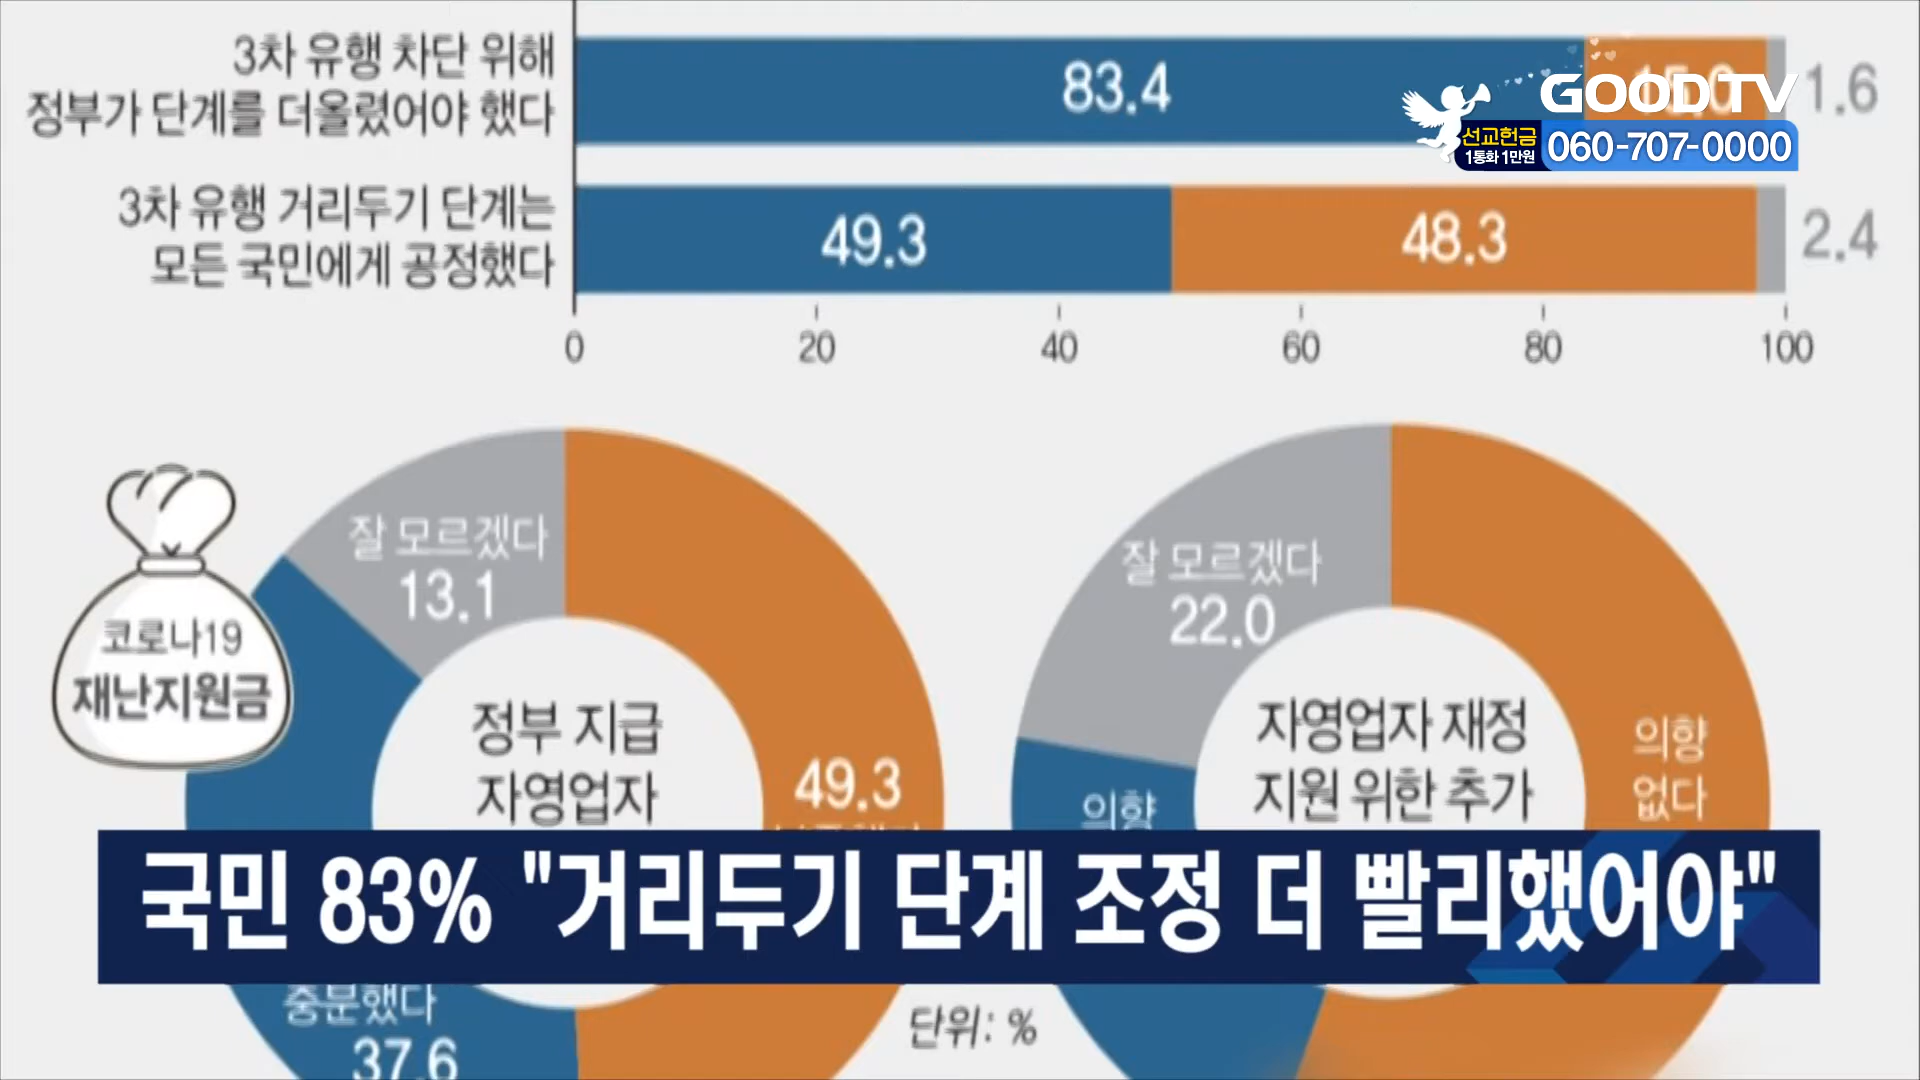 3차 유행 차단 위해
정부가 단계를 더올렸어야 했다
83.4
15.0
1.6
GOODTV
선교헌금
1통화 1만원
060-707-0000
3차 유행 거리두기 단계는
모든 국민에게 공정했다
49.3
48.3
2.4
0 20 40 60 80 100
코로나19
재난지원금
잘 모르겠다
13.1
정부 지급
자영업자
49.3
잘 모르겠다
22.0
자영업자 재정
지원 위한 추가
의향
없다
의향
국민 83% "거리두기 단계 조정 더 빨리했어야"
충분했다
37.6
단위: %